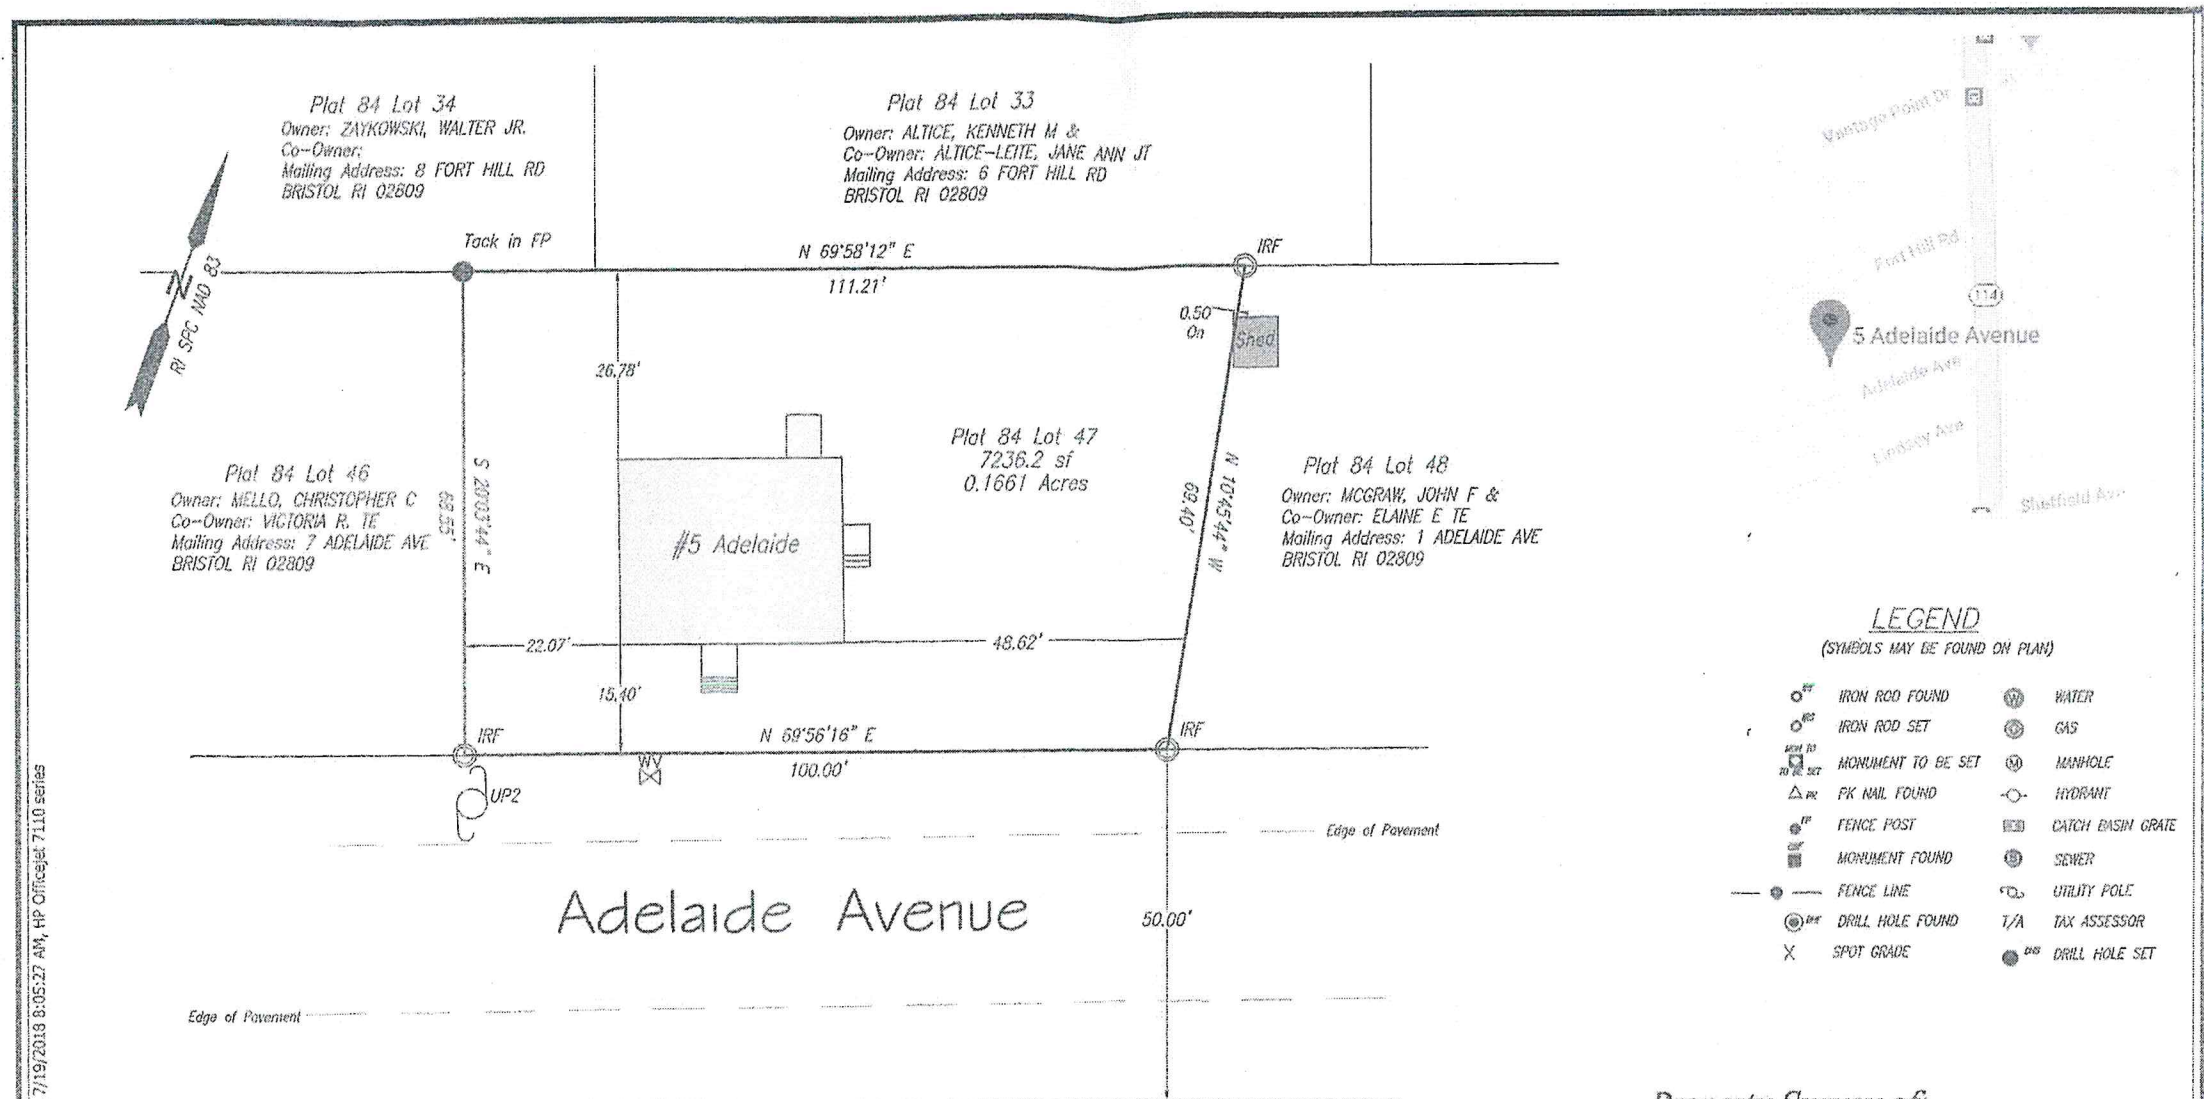 Plat 84 Lot 34
Owner: ZAYKOWSKI, WALTER JR.
Co-Owner:
Mailing Address: 8 FORT HILL RD
BRISTOL RI 02809
Plat 84 Lot 33
Owner: ALTICE, KENNETH M &
Co-Owner: ALTICE-LEITE, JANE ANN JT
Mailing Address: 6 FORT HILL RD
BRISTOL RI 02809
N
RI SPC NAD 83
Tack in FP
N 69°58'12" E
111.21'
IRF
0.50
On
Shed
26.78'
Plat 84 Lot 47
7236.2 sf
0.1661 Acres
Plat 84 Lot 46
Owner: MELLO, CHRISTOPHER C
Co-Owner: VICTORIA R. TE
Mailing Address: 7 ADELAIDE AVE
BRISTOL RI 02809
S 20°03'44" E
68.55'
#5 Adelaide
N 10°45'44" W
69.40'
Plat 84 Lot 48
Owner: MCGRAW, JOHN F &
Co-Owner: ELAINE E TE
Mailing Address: 1 ADELAIDE AVE
BRISTOL RI 02809
22.07'
48.62'
15.40'
IRF
N 69°56'16" E
100.00'
IRF
WV
UP2
Edge of Pavement
Adelaide Avenue
50.00'
Edge of Pavement
7/19/2018 8:05:27 AM, HP Officejet 7110 series
Vantage Point Dr
Fort Hill Rd
114
5 Adelaide Avenue
Adelaide Ave
Lindsay Ave
Sheffield Ave
LEGEND
(SYMBOLS MAY BE FOUND ON PLAN)
IRON ROD FOUND
W WATER
IRON ROD SET
G GAS
MONUMENT TO BE SET
M MANHOLE
PK PK NAIL FOUND
HYDRANT
FP FENCE POST
CATCH BASIN GRATE
MONUMENT FOUND
S SEWER
FENCE LINE
UTILITY POLE
DHF DRILL HOLE FOUND
T/A TAX ASSESSOR
X SPOT GRADE
DHS DRILL HOLE SET